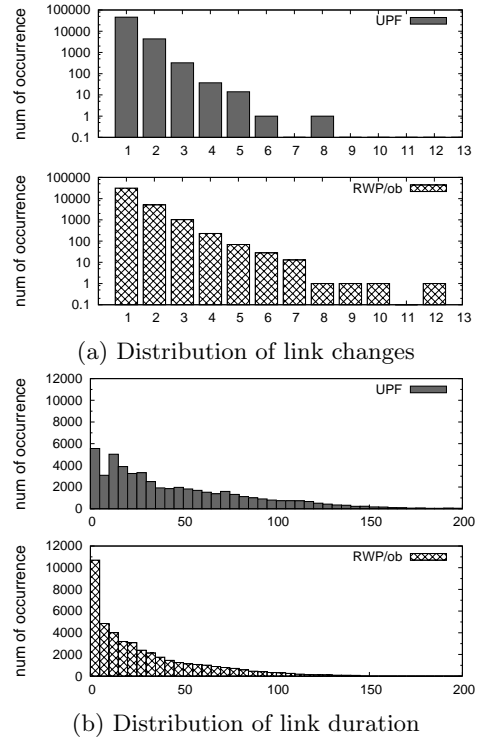 100000
10000
1000
100
10
1
0.1
num of occurrence
UPF
1 2 3 4 5 6 7 8 9 10 11 12 13
100000
10000
1000
100
10
1
0.1
num of occurrence
RWP/ob
1 2 3 4 5 6 7 8 9 10 11 12 13
(a) Distribution of link changes
12000
10000
8000
6000
4000
2000
0
num of occurrence
UPF
0 50 100 150 200
12000
10000
8000
6000
4000
2000
0
num of occurrence
RWP/ob
0 50 100 150 200
(b) Distribution of link duration